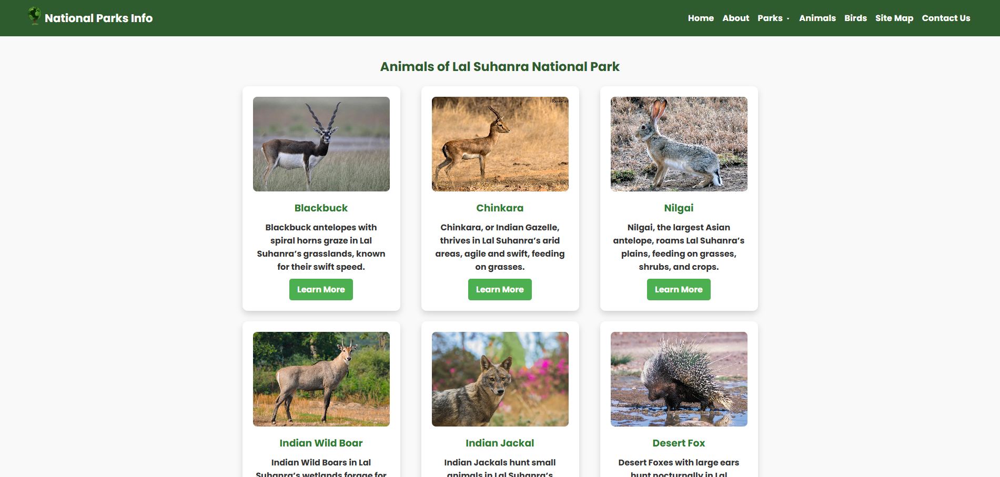 National Parks Info
Home About Parks Animals Birds Site Map Contact Us
Animals of Lal Suhanra National Park
Blackbuck
Blackbuck antelopes with
spiral horns graze in Lal
Suhanra’s grasslands, known
for their swift speed.
Learn More
Chinkara
Chinkara, or Indian Gazelle,
thrives in Lal Suhanra’s arid
areas, agile and swift, feeding
on grasses.
Learn More
Nilgai
Nilgai, the largest Asian
antelope, roams Lal Suhanra’s
plains, feeding on grasses,
shrubs, and crops.
Learn More
Indian Wild Boar
Indian Wild Boars in Lal
Suhanra’s wetlands forage for
Indian Jackal
Indian Jackals hunt small
animals in Lal Suhanra’s
Desert Fox
Desert Foxes with large ears
hunt nocturnally in Lal